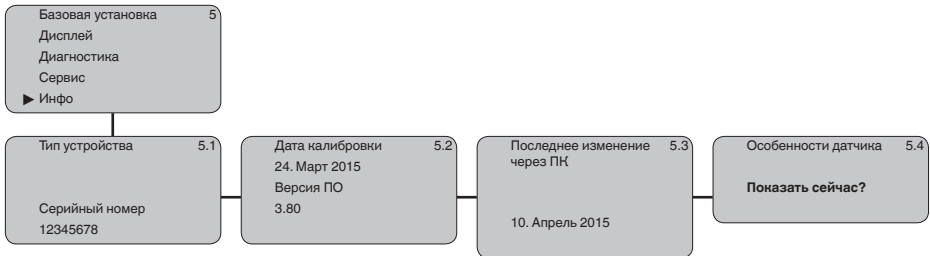 Базовая установка 5
Дисплей
Диагностика
Сервис
▶ Инфо
Тип устройства 5.1
Серийный номер
12345678
Дата калибровки 5.2
24. Март 2015
Версия ПО
3.80
Последнее изменение 5.3
через ПК
10. Апрель 2015
Особенности датчика 5.4
Показать сейчас?